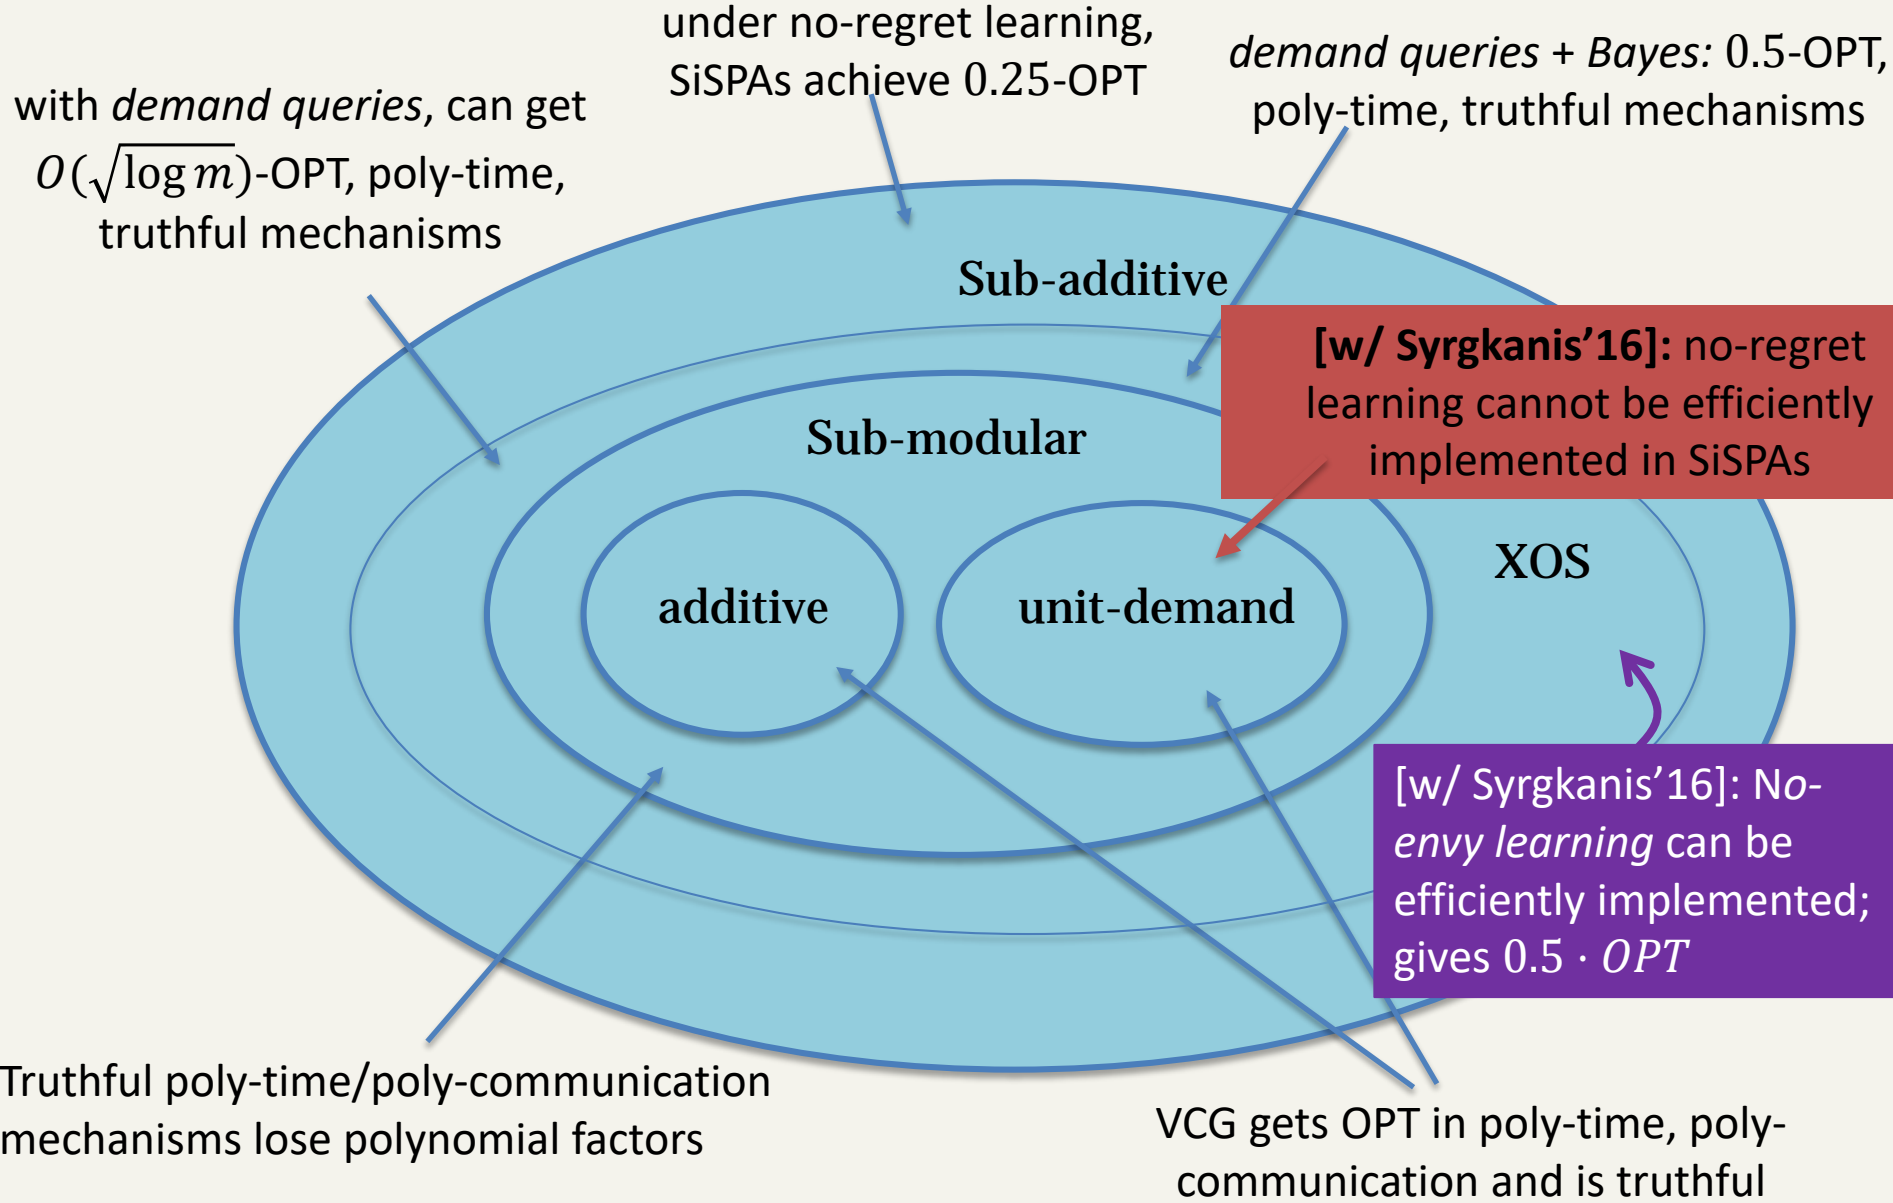 under no-regret learning,
SiSPAs achieve 0.25-OPT
demand queries + Bayes: 0.5-OPT,
poly-time, truthful mechanisms
with demand queries, can get
O(√log m)-OPT, poly-time,
truthful mechanisms
Sub-additive
[w/ Syrgkanis’16]: no-regret
learning cannot be efficiently
implemented in SiSPAs
Sub-modular
XOS
additive
unit-demand
[w/ Syrgkanis’16]: No-
envy learning can be
efficiently implemented;
gives 0.5 · OPT
Truthful poly-time/poly-communication
mechanisms lose polynomial factors
VCG gets OPT in poly-time, poly-
communication and is truthful